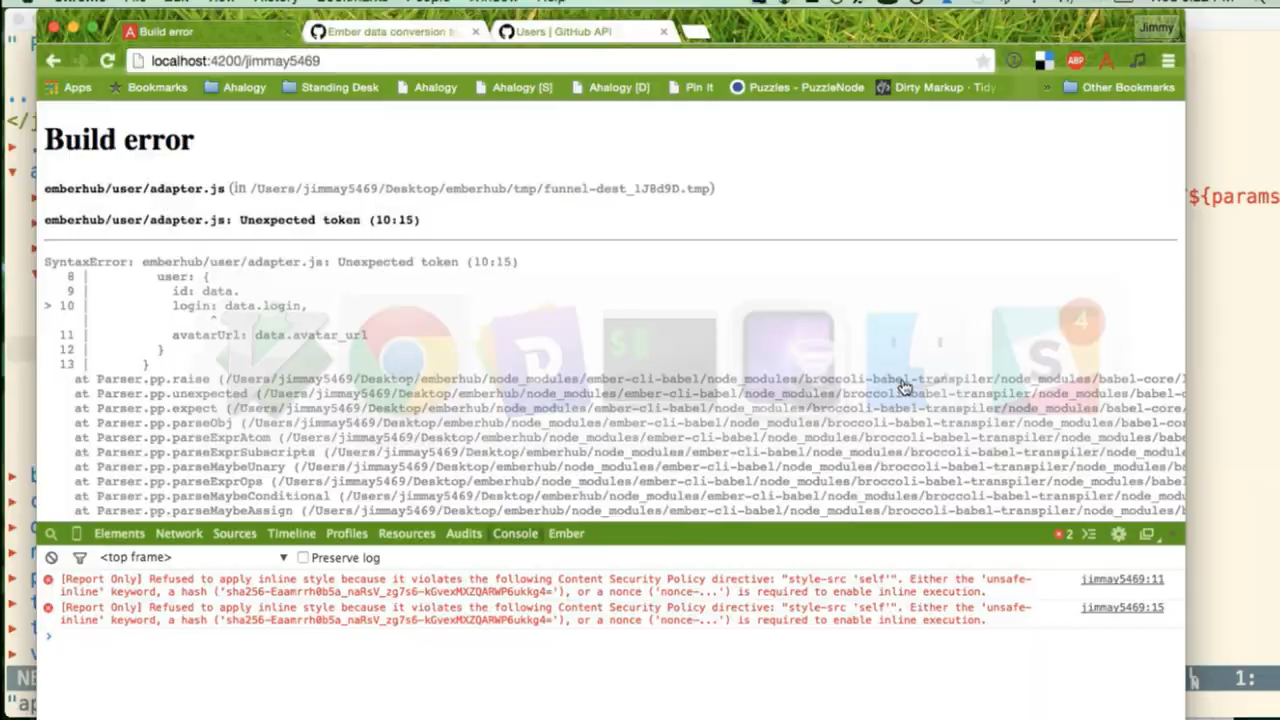 Jimmy
Build error
Ember data conversion t
Users | GitHub API
localhost:4200/jimmay5469
Apps
Bookmarks
Ahalogy
Standing Desk
Ahalogy
Ahalogy [S]
Ahalogy [D]
Pin It
Puzzles - PuzzleNode
Dirty Markup - Tidy
»
Other Bookmarks
Build error
emberhub/user/adapter.js (in /Users/jimmay5469/Desktop/emberhub/tmp/funnel-dest_1J8d9D.tmp)
emberhub/user/adapter.js: Unexpected token (10:15)
${params
SyntaxError: emberhub/user/adapter.js: Unexpected token (10:15)
8 | user: {
9 | id: data.
> 10 | login: data.login,
^
11 | avatarUrl: data.avatar_url
12 | }
13 | }
4
at Parser.pp.raise (/Users/jimmay5469/Desktop/emberhub/node_modules/ember-cli-babel/node_modules/broccoli-babel-transpiler/node_modules/babel-core/
at Parser.pp.unexpected (/Users/jimmay5469/Desktop/emberhub/node_modules/ember-cli-babel/node_modules/broccoli-babel-transpiler/node_modules/babel-c
at Parser.pp.expect (/Users/jimmay5469/Desktop/emberhub/node_modules/ember-cli-babel/node_modules/broccoli-babel-transpiler/node_modules/babel-core/
at Parser.pp.parseObj (/Users/jimmay5469/Desktop/emberhub/node_modules/ember-cli-babel/node_modules/broccoli-babel-transpiler/node_modules/babel-cor
at Parser.pp.parseExprAtom (/Users/jimmay5469/Desktop/emberhub/node_modules/ember-cli-babel/node_modules/broccoli-babel-transpiler/node_modules/babe
at Parser.pp.parseExprSubscripts (/Users/jimmay5469/Desktop/emberhub/node_modules/ember-cli-babel/node_modules/broccoli-babel-transpiler/node_module
at Parser.pp.parseMaybeUnary (/Users/jimmay5469/Desktop/emberhub/node_modules/ember-cli-babel/node_modules/broccoli-babel-transpiler/node_modules/ba
at Parser.pp.parseExprOps (/Users/jimmay5469/Desktop/emberhub/node_modules/ember-cli-babel/node_modules/broccoli-babel-transpiler/node_modules/babel
at Parser.pp.parseMaybeConditional (/Users/jimmay5469/Desktop/emberhub/node_modules/ember-cli-babel/node_modules/broccoli-babel-transpiler/node_modu
at Parser.pp.parseMaybeAssign (/Users/jimmay5469/Desktop/emberhub/node_modules/ember-cli-babel/node_modules/broccoli-babel-transpiler/node_modules/b
Elements Network Sources Timeline Profiles Resources Audits Console Ember
2
<top frame>
Preserve log
[Report Only] Refused to apply inline style because it violates the following Content Security Policy directive: "style-src 'self'". Either the 'unsafe-
jimmay5469:11
inline' keyword, a hash ('sha256-Eaamrrh0b5a_naRsV_zg7s6-kGvexMXZQARWP6ukkg4='), or a nonce ('nonce-...') is required to enable inline execution.
[Report Only] Refused to apply inline style because it violates the following Content Security Policy directive: "style-src 'self'". Either the 'unsafe-
jimmay5469:15
inline' keyword, a hash ('sha256-Eaamrrh0b5a_naRsV_zg7s6-kGvexMXZQARWP6ukkg4='), or a nonce ('nonce-...') is required to enable inline execution.
1: